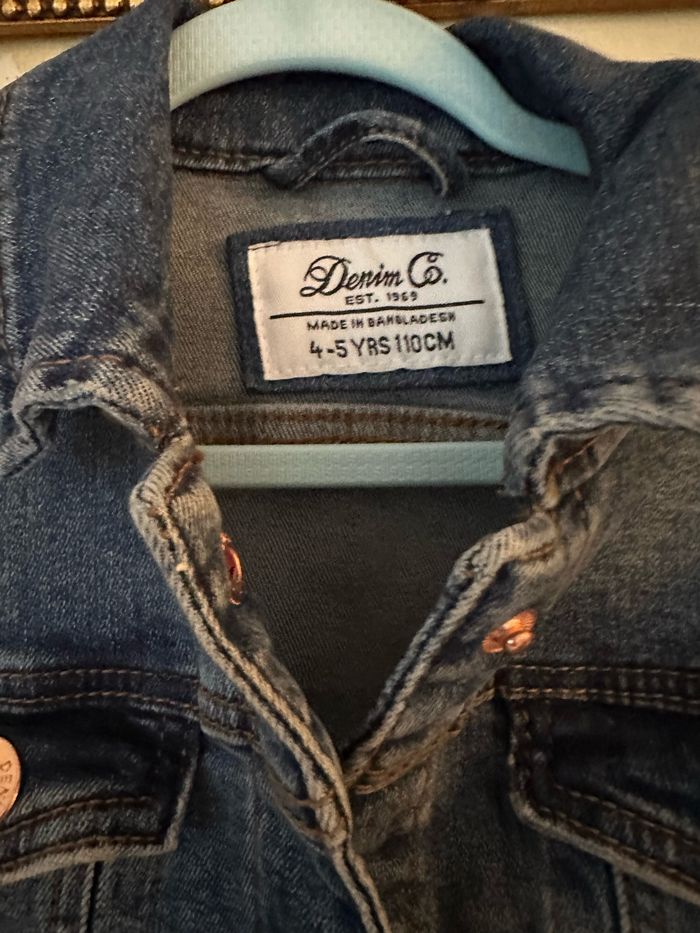 Denim Co.
EST. 1969
MADE IN BANGLADESH
4-5 YRS 110CM